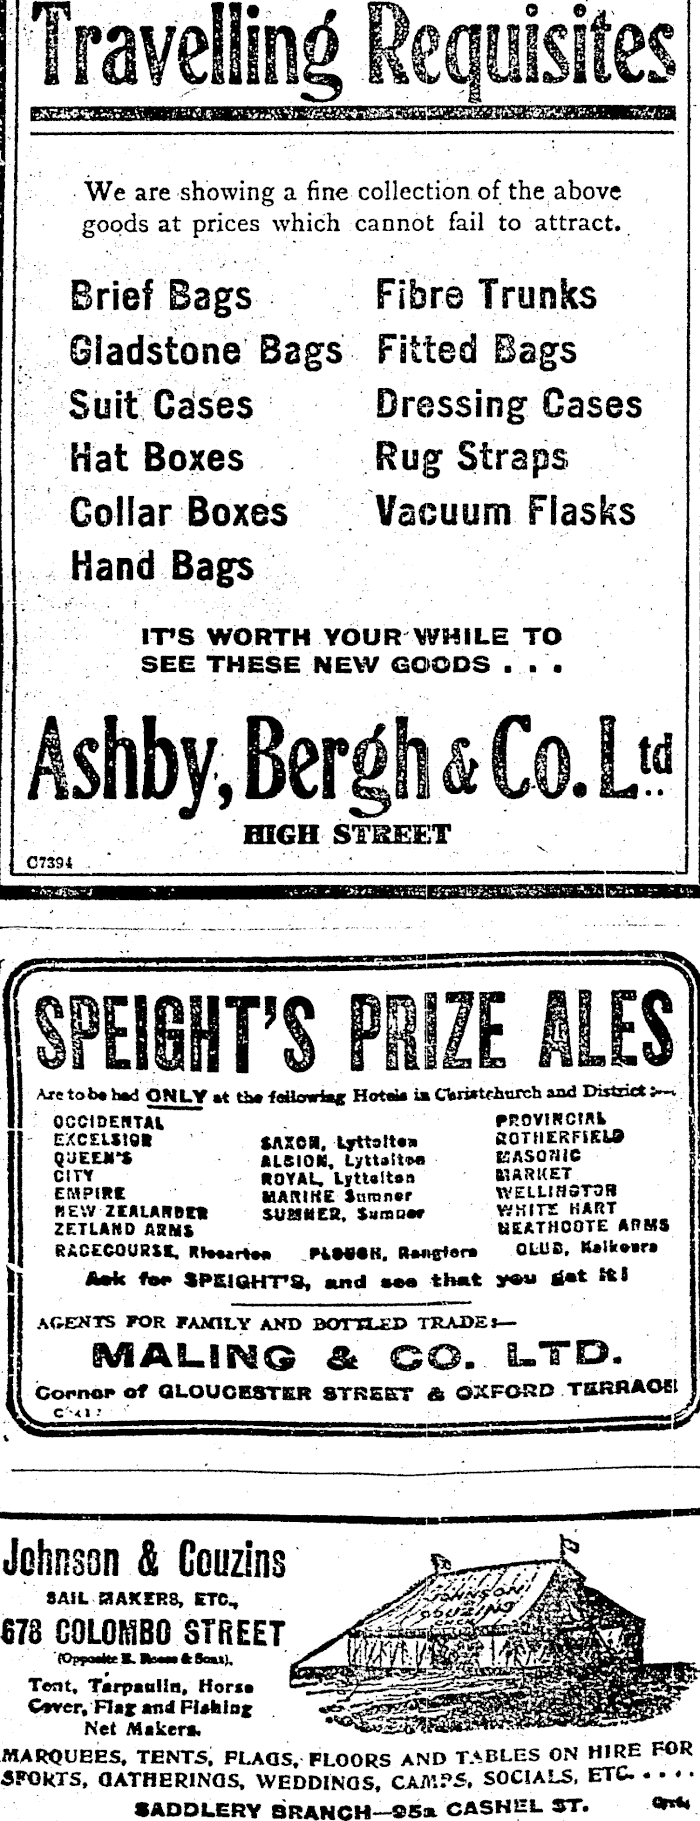 Travelling Requisites
We are showing a fine collection of the above
goods at prices which cannot fail to attract.
Brief Bags
Gladstone Bags
Suit Cases
Hat Boxes
Collar Boxes
Hand Bags
Fibre Trunks
Fitted Bags
Dressing Cases
Rug Straps
Vacuum Flasks
IT'S WORTH YOUR WHILE TO
SEE THESE NEW GOODS . . .
Ashby, Bergh & Co. Ltd..
HIGH STREET
C7394
SPEIGHT'S PRIZE ALES
Are to be had ONLY at the following Hotels in Christchurch and District:—
OCCIDENTAL
EXCELSIOR
QUEEN'S
CITY
EMPIRE
NEW ZEALANDER
ZETLAND ARMS
SAXON, Lyttelton
ALBION, Lyttelton
ROYAL, Lyttelton
MARINE Sumner
SUMNER, Sumner
PROVINCIAL
ROTHERFIELD
MASONIC
MARKET
WELLINGTON
WHITE HART
HEATHCOTE ARMS
RACECOURSE, Riccarton PLOUGH, Rangiora CLUB, Kaikoura
Ask for SPEIGHT'S, and see that you get it!
AGENTS FOR FAMILY AND BOTTLED TRADE:—
MALING & CO. LTD.
Corner of GLOUCESTER STREET & OXFORD TERRACE
Johnson & Couzins
SAIL MAKERS, ETC.,
678 COLOMBO STREET
(Opposite & Sons),
Tent, Tarpaulin, Horse
Cover, Flag and Fishing
Net Makers.
JOHNSON
COUZINS
MARQUEES, TENTS, FLAGS, FLOORS AND TABLES ON HIRE FOR
SPORTS, GATHERINGS, WEDDINGS, CAMPS, SOCIALS, ETC. . . . .
SADDLERY BRANCH—95a CASHEL ST.